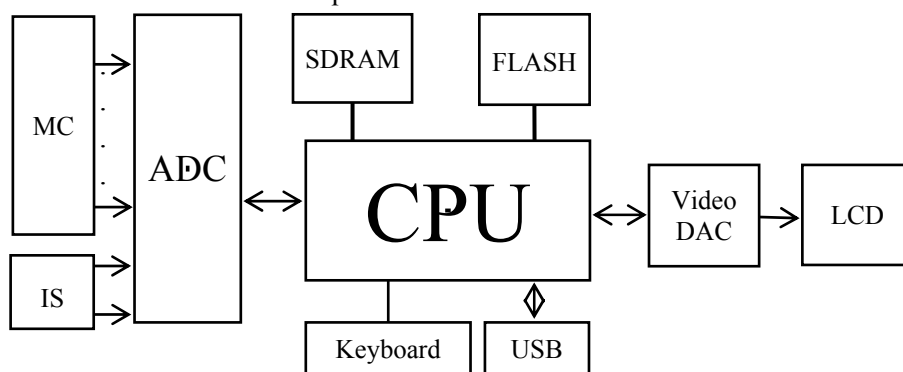 SDRAM
FLASH
MC
ADC
CPU
Video
DAC
LCD
IS
Keyboard
USB